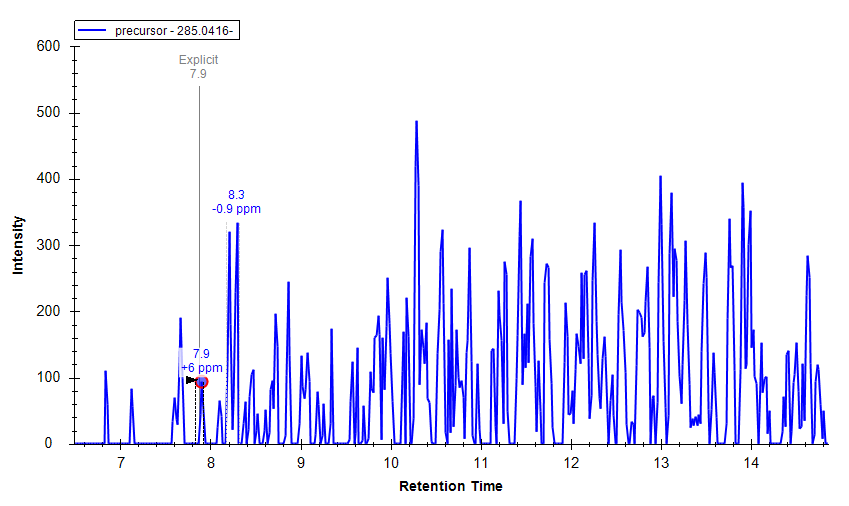 precursor - 285.0416-
600
500
400
300
200
100
0
Intensity
Explicit
7.9
8.3
-0.9 ppm
7.9
+6 ppm
7 8 9 10 11 12 13 14
Retention Time